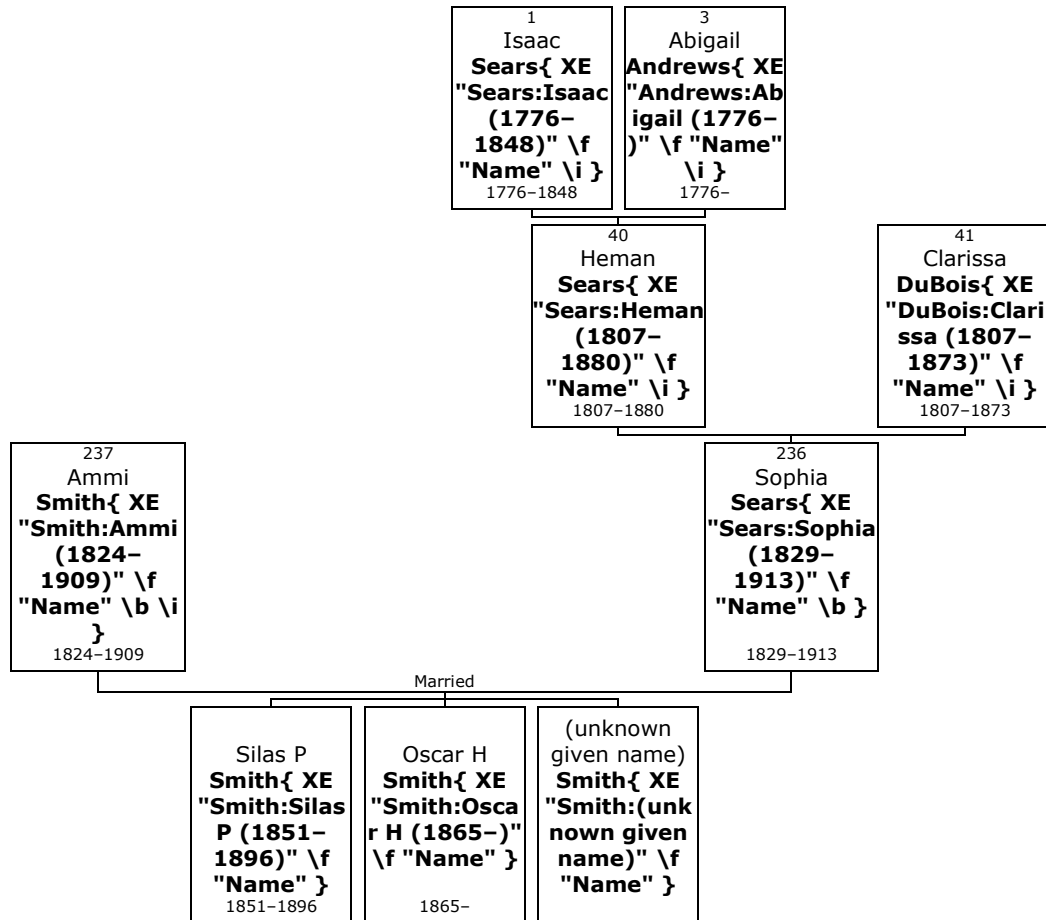 1
Isaac
Sears{ XE
"Sears:Isaac
(1776–
1848)" \f
"Name" \i }
1776–1848
3
Abigail
Andrews{ XE
"Andrews:Ab
igail (1776–
)" \f "Name"
\i }
1776–
40
Heman
Sears{ XE
"Sears:Heman
(1807–
1880)" \f
"Name" \i }
1807–1880
41
Clarissa
DuBois{ XE
"DuBois:Clari
ssa (1807–
1873)" \f
"Name" \i }
1807–1873
237
Ammi
Smith{ XE
"Smith:Ammi
(1824–
1909)" \f
"Name" \b \i
}
1824–1909
236
Sophia
Sears{ XE
"Sears:Sophia
(1829–
1913)" \f
"Name" \b }
1829–1913
Married
Silas P
Smith{ XE
"Smith:Silas
P (1851–
1896)" \f
"Name" }
1851–1896
Oscar H
Smith{ XE
"Smith:Osca
r H (1865–)"
\f "Name" }
1865–
(unknown
given name)
Smith{ XE
"Smith:(unk
nown given
name)" \f
"Name" }